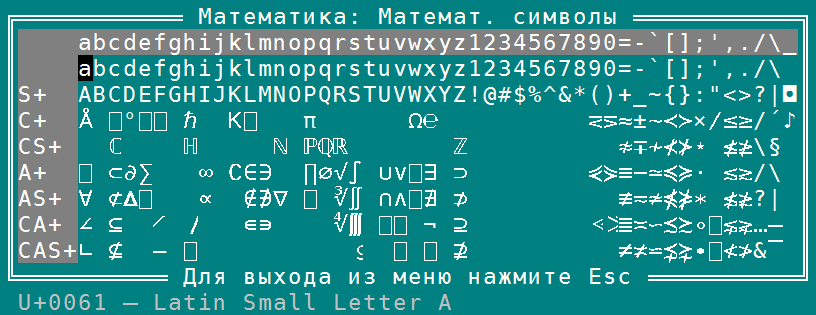 Математика: Математ. символы
abcdefghijklmnopqrstuvwxyz1234567890=-`[];',./\_
abcdefghijklmnopqrstuvwxyz1234567890=-`[];',./\
S+ ABCDEFGHIJKLMNOPQRSTUVWXYZ!@#$%^&*()+_~{}:"<>?|◘
C+ Å ° ℏ K π Ω℮ ≂≂≈±~≺≻×/≤≥/´♪
CS+ ℂ ℍ ℕ ℙℚℝ ℤ ≉∓∔≁⊀⊁⋆ ≰≱\§
A+ ⊂∂∑ ∞ ∁∈∋ ∏∅√∫ ∪∨∃ ⊃ ≡−≃≼≽⋅ ≤≥/\
AS+ ∀ ⊄∆ ∝ ∉∌∇ ∛∬ ∩∧∄ ⊅ ≢≈∗ ≰≱?|
CA+ ∠ ⊆ ∊∍ ∜∭ ¬ ⊇ ≍∘…—
CAS+ ∟ ⊈ – ⊉ ≠∙≮≯&‾
Для выхода из меню нажмите Esc
U+0061 – Latin Small Letter A